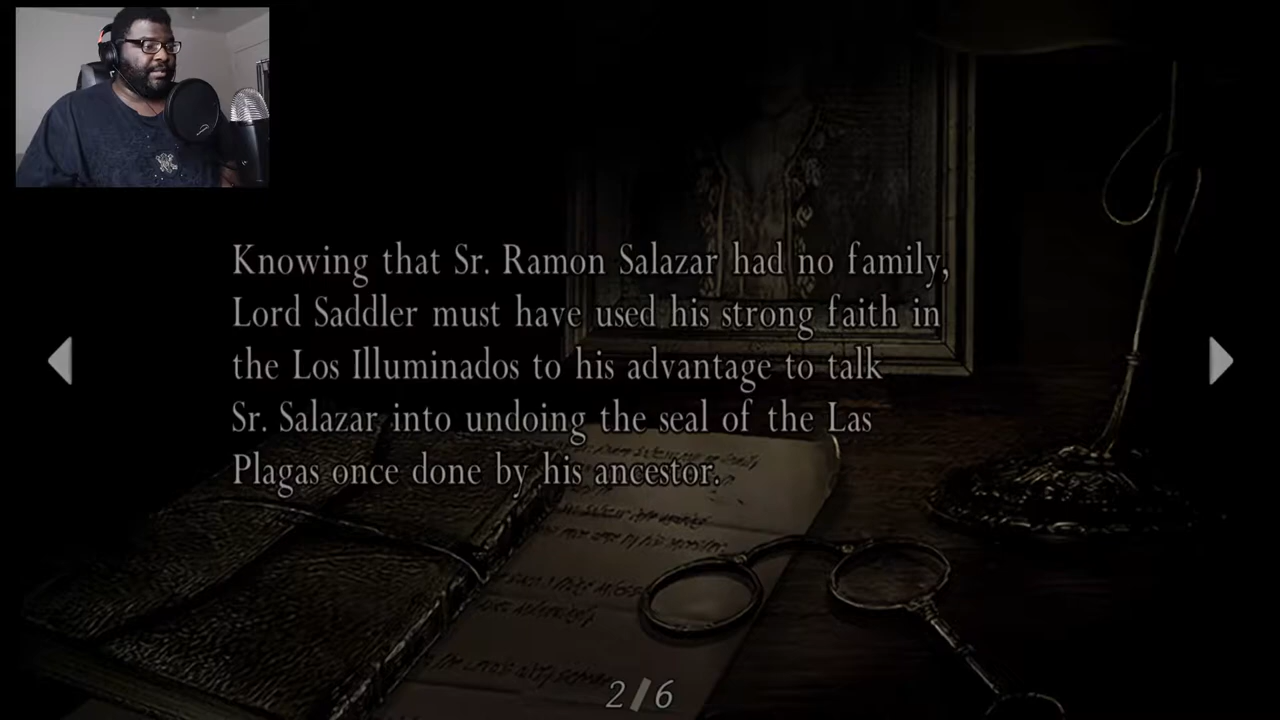 Knowing that Sr. Ramon Salazar had no family,
Lord Saddler must have used his strong faith in
the Los Illuminados to his advantage to talk
Sr. Salazar into undoing the seal of the Las
Plagas once done by his ancestor.
2/6